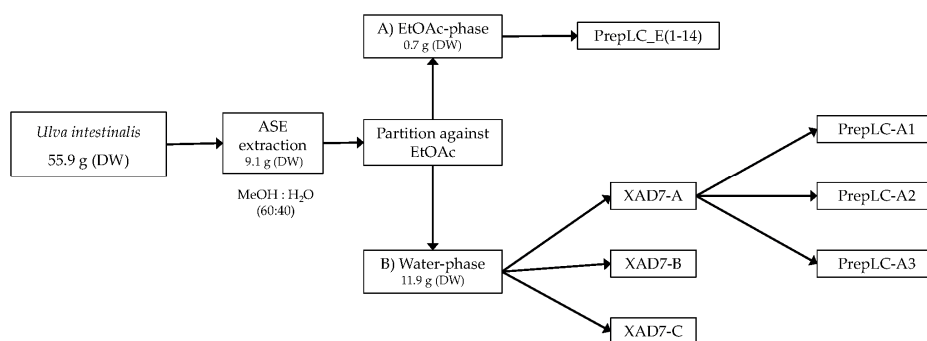 Ulva intestinalis
55.9 g (DW)
ASE
extraction
9.1 g (DW)
MeOH : H₂O
(60:40)
Partition against
EtOAc
A) EtOAc-phase
0.7 g (DW)
PrepLC_E(1-14)
B) Water-phase
11.9 g (DW)
XAD7-A
XAD7-B
XAD7-C
PrepLC-A1
PrepLC-A2
PrepLC-A3